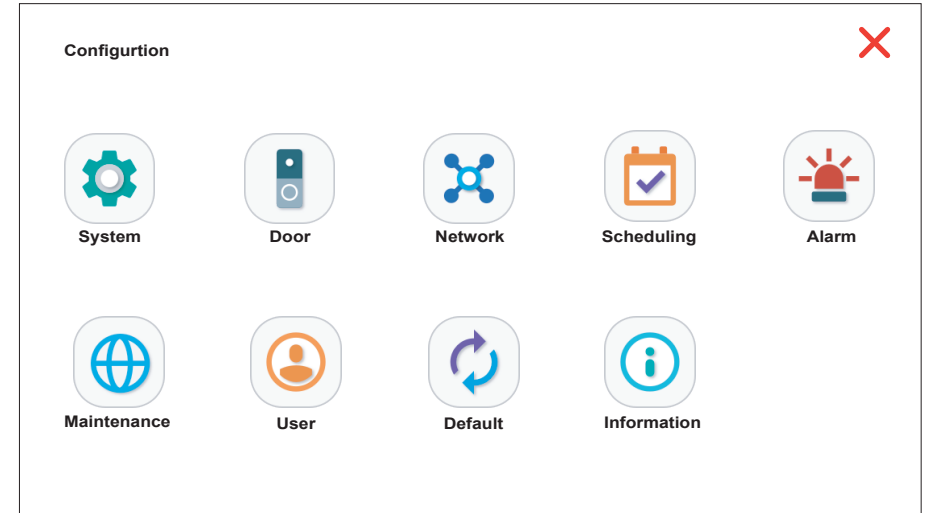 Configurtion
System Door Network Scheduling Alarm
Maintenance User Default Information